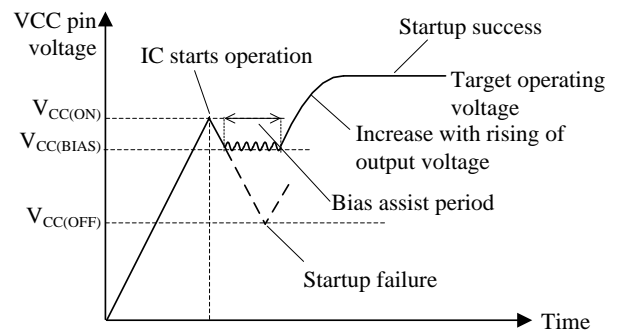 VCC pin
voltage
Startup success
IC starts operation
Target operating
voltage
VCC(ON)
Increase with rising of
output voltage
VCC(BIAS)
Bias assist period
VCC(OFF)
Startup failure
Time